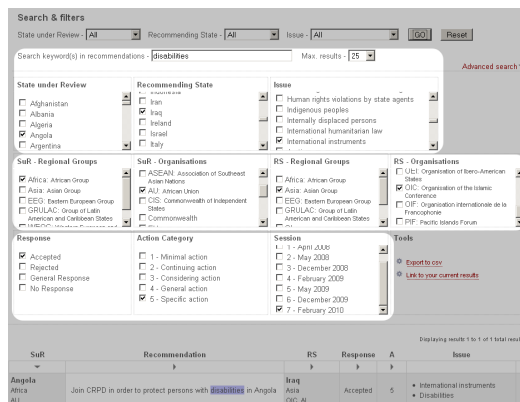 Search & filters
State under Review - All Recommending State - All Issue - All GO Reset
Search keyword(s) in recommendations - disabilities Max. results - 25
Advanced search
State under Review
Afghanistan
Albania
Algeria
Angola
Argentina
Recommending State
Indonesia
Iran
Iraq
Ireland
Israel
Italy
Issue
Human rights violations by state agents
Indigenous peoples
Internally displaced persons
International humanitarian law
International instruments
SuR - Regional Groups
Africa: African Group
Asia: Asian Group
EEG: Eastern European Group
GRULAC: Group of Latin
American and Caribbean States
SuR - Organisations
ASEAN: Association of Southeast
Asian Nations
AU: African Union
CIS: Commonwealth of Independent
States
Commonwealth
RS - Regional Groups
Africa: African Group
Asia: Asian Group
EEG: Eastern European Group
GRULAC: Group of Latin
American and Caribbean States
RS - Organisations
OEI: Organisation of Ibero-American
States
OIC: Organisation of the Islamic
Conference
OIF: Organisation internationale de la
Francophonie
PIF: Pacific Islands Forum
Response
Accepted
Rejected
General Response
No Response
Action Category
1 - Minimal action
2 - Continuing action
3 - Considering action
4 - General action
5 - Specific action
Session
1 - April 2008
2 - May 2008
3 - December 2008
4 - February 2009
5 - May 2009
6 - December 2009
7 - February 2010
Tools
Export to csv
Link to your current results
Displaying results 1 to 1 of 1 total
SuR Recommendation RS Response A Issue
Angola
Africa
AU
Join CRPD in order to protect persons with disabilities in Angola
Iraq
Asia
OIC, AL
Accepted
5
International instruments
Disabilities